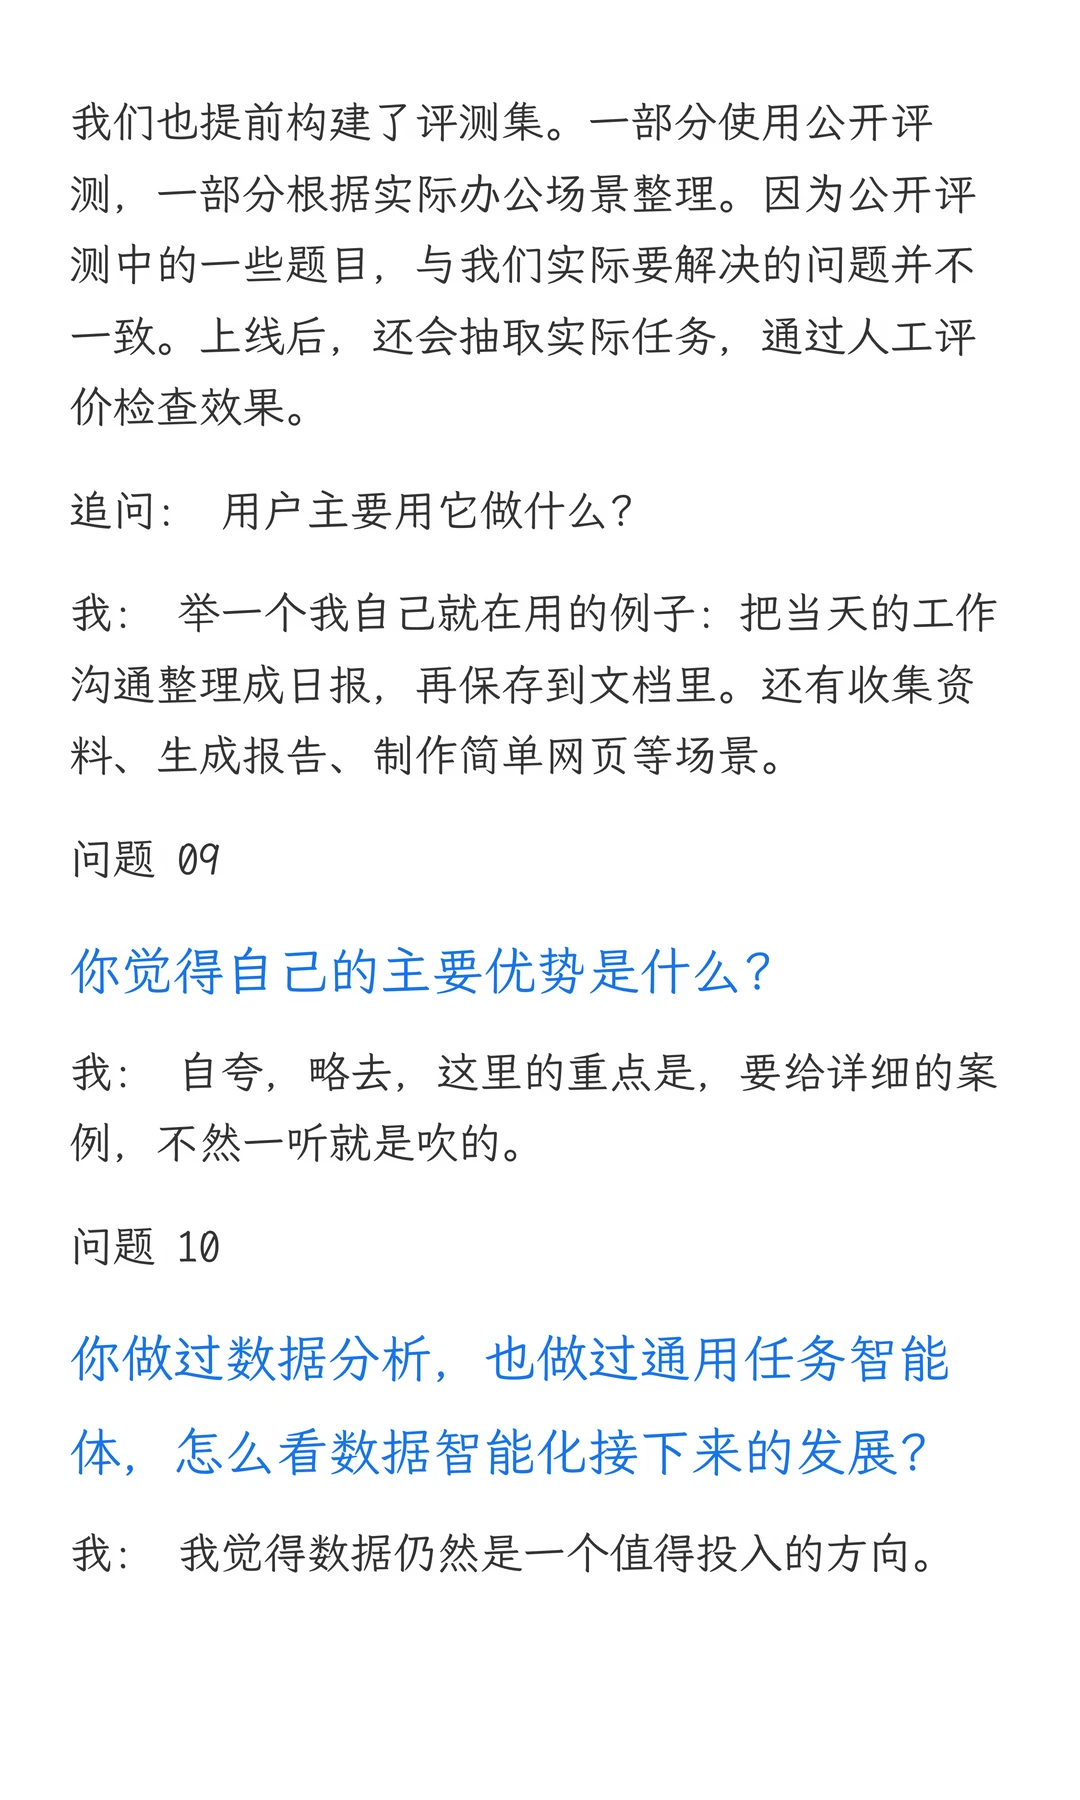 我们也提前构建了评测集。一部分使用公开评
测，一部分根据实际办公场景整理。因为公开评
测中的一些题目，与我们实际要解决的问题并不
一致。上线后，还会抽取实际任务，通过人工评
价检查效果。
追问： 用户主要用它做什么？
我： 举一个我自己就在用的例子：把当天的工作
沟通整理成日报，再保存到文档里。还有收集资
料、生成报告、制作简单网页等场景。
问题 09
你觉得自己的主要优势是什么？
我： 自夸，略去，这里的重点是，要给详细的案
例，不然一听就是吹的。
问题 10
你做过数据分析，也做过通用任务智能
体，怎么看数据智能化接下来的发展？
我： 我觉得数据仍然是一个值得投入的方向。